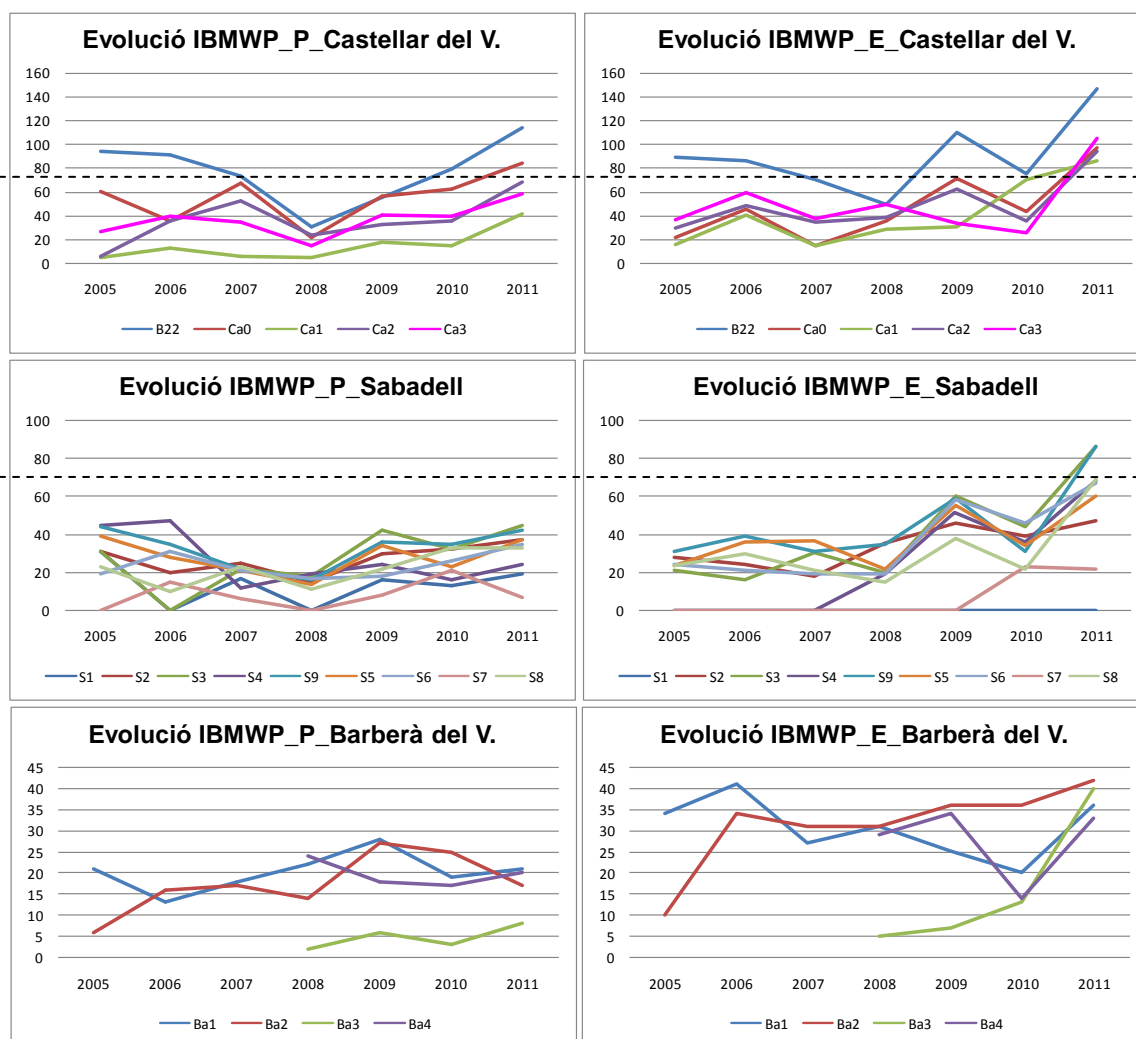 Evolució IBMWP_P_Castellar del V.
160
140
120
100
80
60
40
20
0
2005 2006 2007 2008 2009 2010 2011
B22 Ca0 Ca1 Ca2 Ca3
Evolució IBMWP_E_Castellar del V.
160
140
120
100
80
60
40
20
0
2005 2006 2007 2008 2009 2010 2011
B22 Ca0 Ca1 Ca2 Ca3
Evolució IBMWP_P_Sabadell
100
80
60
40
20
0
2005 2006 2007 2008 2009 2010 2011
S1 S2 S3 S4 S9 S5 S6 S7 S8
Evolució IBMWP_E_Sabadell
100
80
60
40
20
0
2005 2006 2007 2008 2009 2010 2011
S1 S2 S3 S4 S9 S5 S6 S7 S8
Evolució IBMWP_P_Barberà del V.
45
40
35
30
25
20
15
10
5
0
2005 2006 2007 2008 2009 2010 2011
Ba1 Ba2 Ba3 Ba4
Evolució IBMWP_E_Barberà del V.
45
40
35
30
25
20
15
10
5
0
2005 2006 2007 2008 2009 2010 2011
Ba1 Ba2 Ba3 Ba4